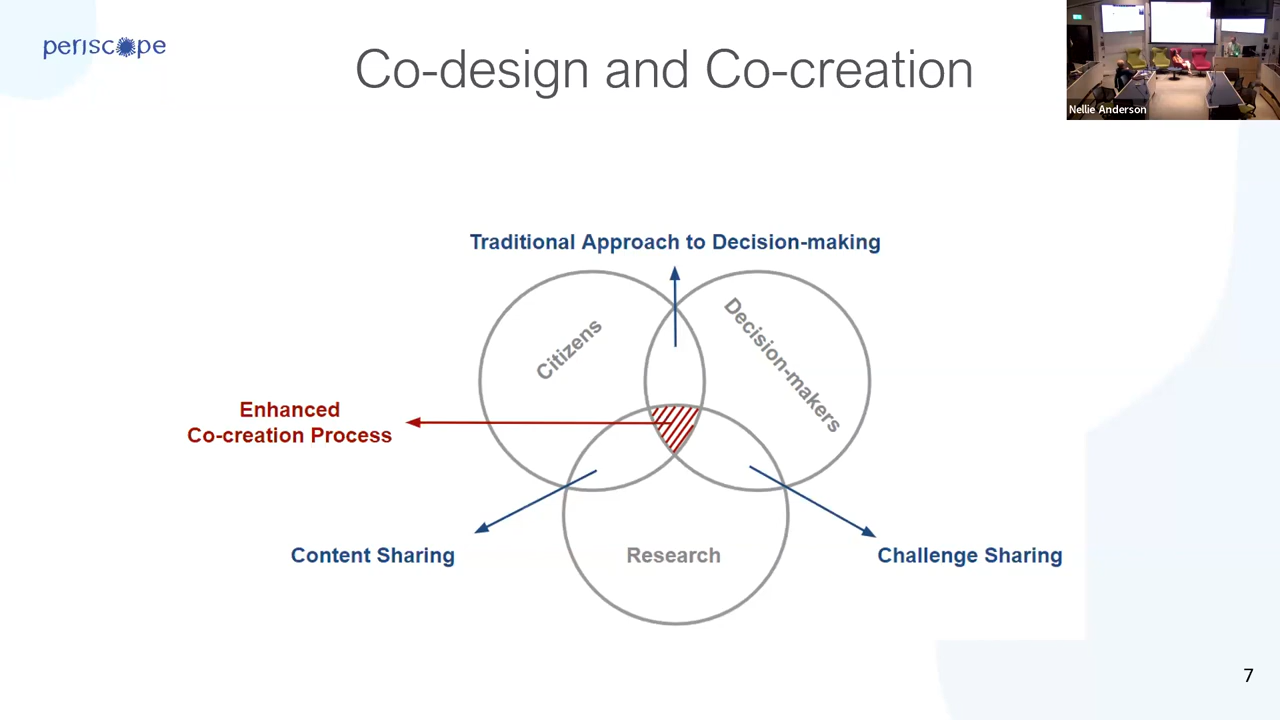 periscope
Co-design and Co-creation
Nellie Anderson
Traditional Approach to Decision-making
Citizens
Decision-makers
Enhanced
Co-creation Process
Content Sharing
Research
Challenge Sharing
7